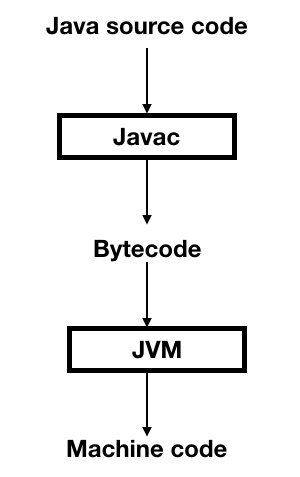 Java source code
Javac
Bytecode
JVM
Machine code